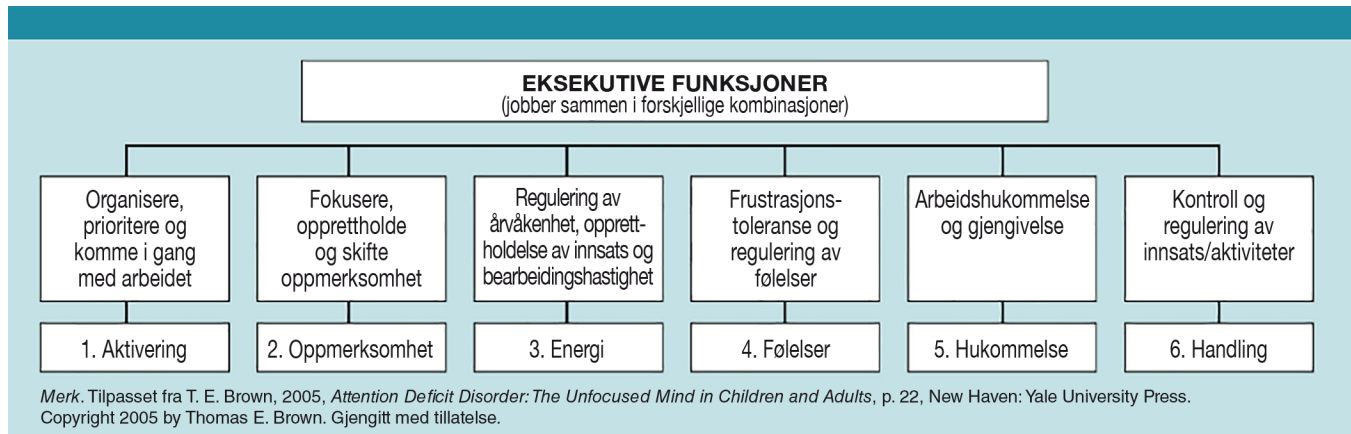 EKSEKUTIVE FUNKSJONER
(jobber sammen i forskjellige kombinasjoner)
Organisere,
prioritere og
komme i gang
med arbeidet
Fokusere,
opprettholde
og skifte
oppmerksomhet
Regulering av
årvåkenhet, opprett-
holdelse av innsats og
bearbeidingshastighet
Frustrasjons-
toleranse og
regulering av
følelser
Arbeidshukommelse
og gjengivelse
Kontroll og
regulering av
innsats/aktiviteter
1. Aktivering
2. Oppmerksomhet
3. Energi
4. Følelser
5. Hukommelse
6. Handling
Merk. Tilpasset fra T. E. Brown, 2005, Attention Deficit Disorder: The Unfocused Mind in Children and Adults, p. 22, New Haven: Yale University Press.
Copyright 2005 by Thomas E. Brown. Gjengitt med tillatelse.